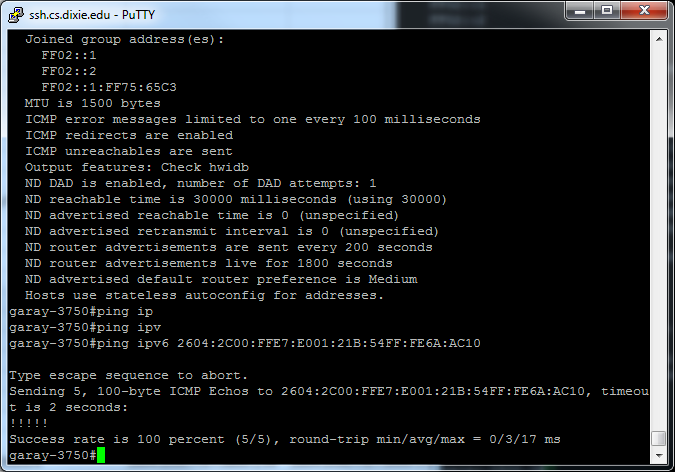 ssh.cs.dixie.edu - PuTTY
Joined group address(es):
FF02::1
FF02::2
FF02::1:FF75:65C3
MTU is 1500 bytes
ICMP error messages limited to one every 100 milliseconds
ICMP redirects are enabled
ICMP unreachables are sent
Output features: Check hwidb
ND DAD is enabled, number of DAD attempts: 1
ND reachable time is 30000 milliseconds (using 30000)
ND advertised reachable time is 0 (unspecified)
ND advertised retransmit interval is 0 (unspecified)
ND router advertisements are sent every 200 seconds
ND router advertisements live for 1800 seconds
ND advertised default router preference is Medium
Hosts use stateless autoconfig for addresses.
garay-3750#ping ip
garay-3750#ping ipv
garay-3750#ping ipv6 2604:2C00:FFE7:E001:21B:54FF:FE6A:AC10
Type escape sequence to abort.
Sending 5, 100-byte ICMP Echos to 2604:2C00:FFE7:E001:21B:54FF:FE6A:AC10, timeou
t is 2 seconds:
!!!!!
Success rate is 100 percent (5/5), round-trip min/avg/max = 0/3/17 ms
garay-3750#